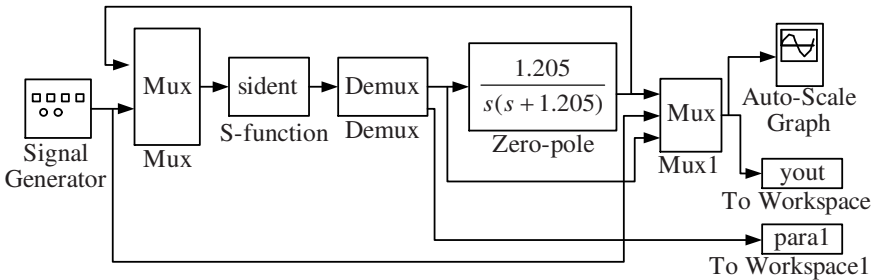 Signal
Generator
Mux
Mux
sident
S-function
Demux
Demux
1.205
s(s + 1.205)
Zero-pole
Mux
Mux1
Auto-Scale
Graph
yout
To Workspace
para1
To Workspace1